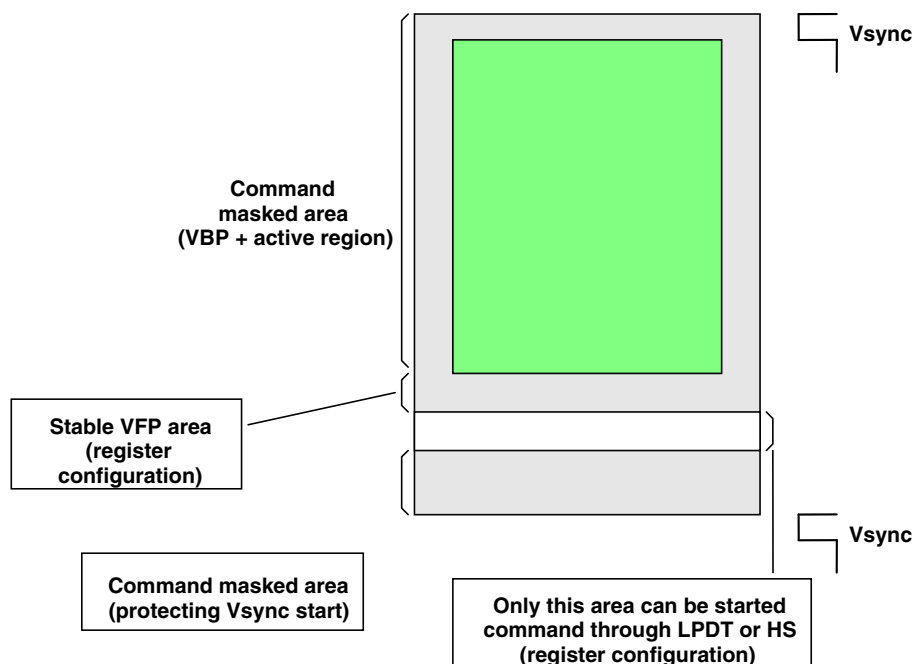 Vsync
Command
masked area
(VBP + active region)
Stable VFP area
(register
configuration)
Vsync
Command masked area
(protecting Vsync start)
Only this area can be started
command through LPDT or HS
(register configuration)